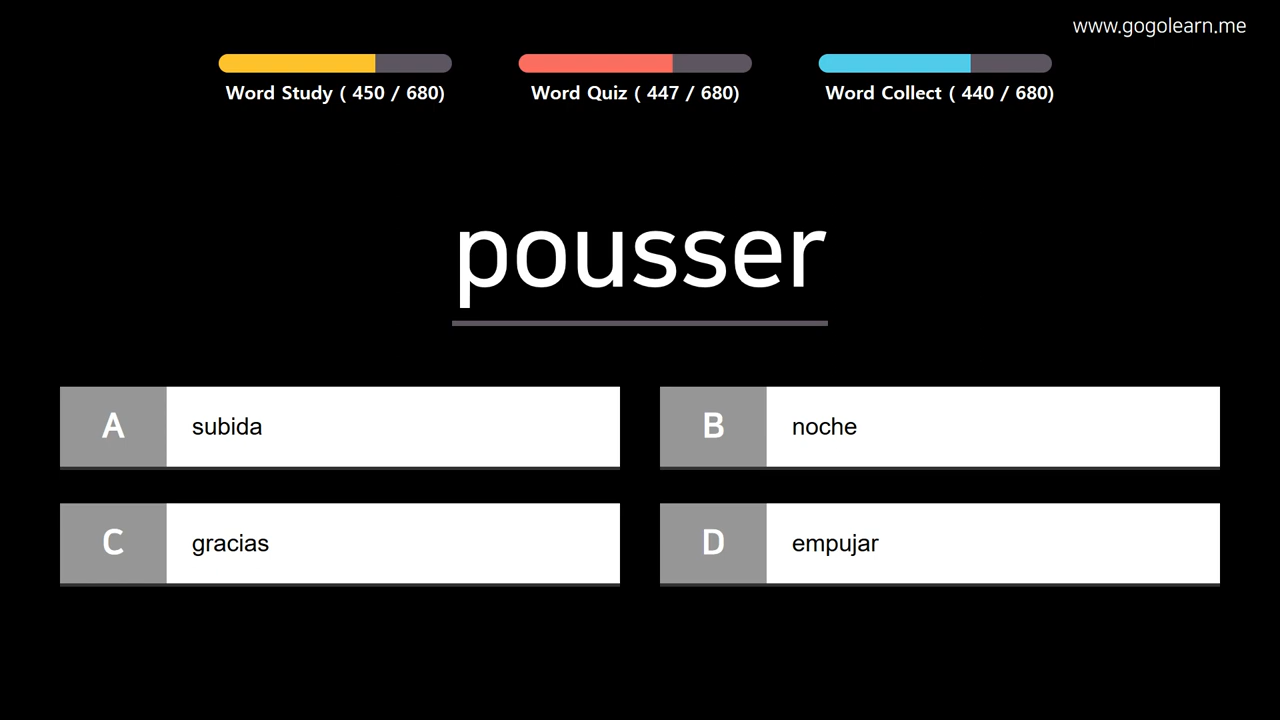 www.gogolearn.me
Word Study ( 450 / 680)
Word Quiz ( 447 / 680)
Word Collect ( 440 / 680)
pousser
A subida
B noche
C gracias
D empujar